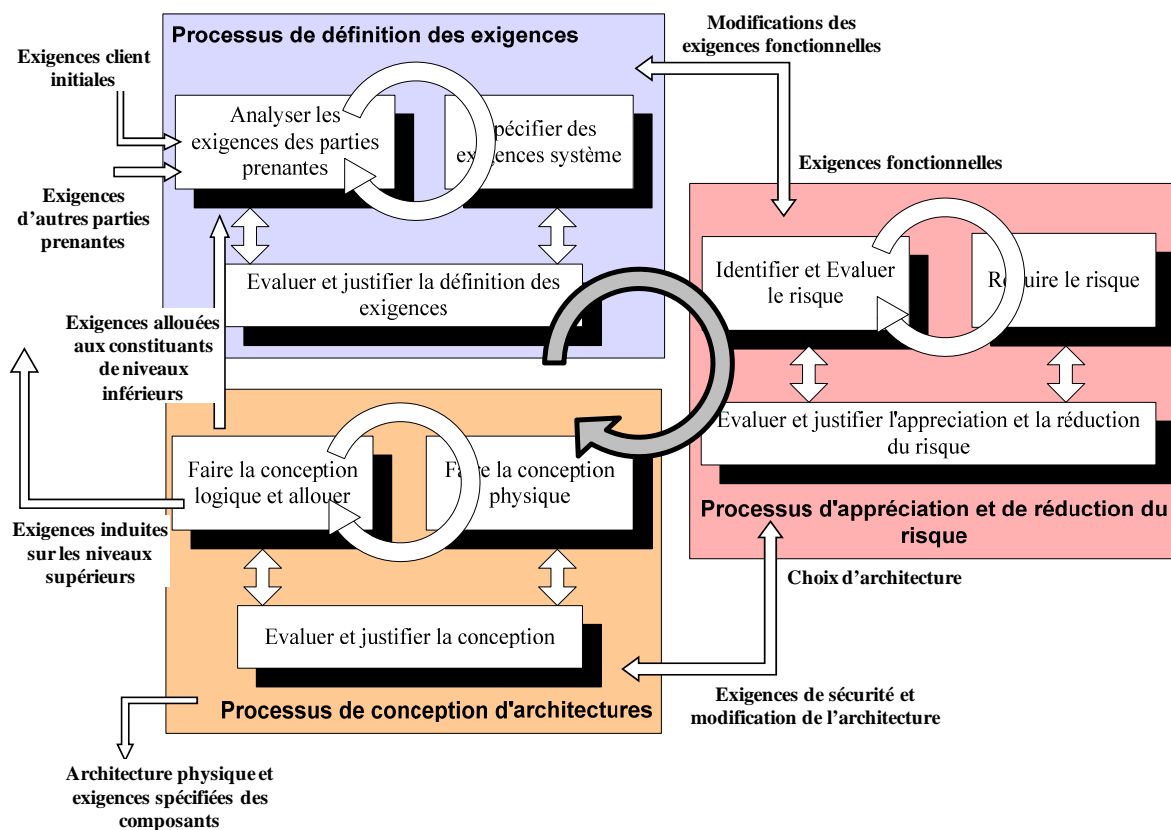 Processus de définition des exigences
Modifications des
exigences fonctionnelles
Exigences client
initiales
Analyser les
exigences des parties
prenantes
Spécifier des
exigences système
Exigences fonctionnelles
Exigences
d'autres parties
prenantes
Identifier et Evaluer
le risque
Réduire le risque
Evaluer et justifier la définition des
exigences
Exigences allouées
aux constituants
de niveaux
inférieurs
Evaluer et justifier l'appreciation et la réduction
du risque
Faire la conception
logique et allouer
Faire la conception
physique
Processus d'appréciation et de réduction du
risque
Exigences induites
sur les niveaux
supérieurs
Choix d'architecture
Evaluer et justifier la conception
Processus de conception d'architectures
Exigences de sécurité et
modification de l'architecture
Architecture physique et
exigences spécifiées des
composants